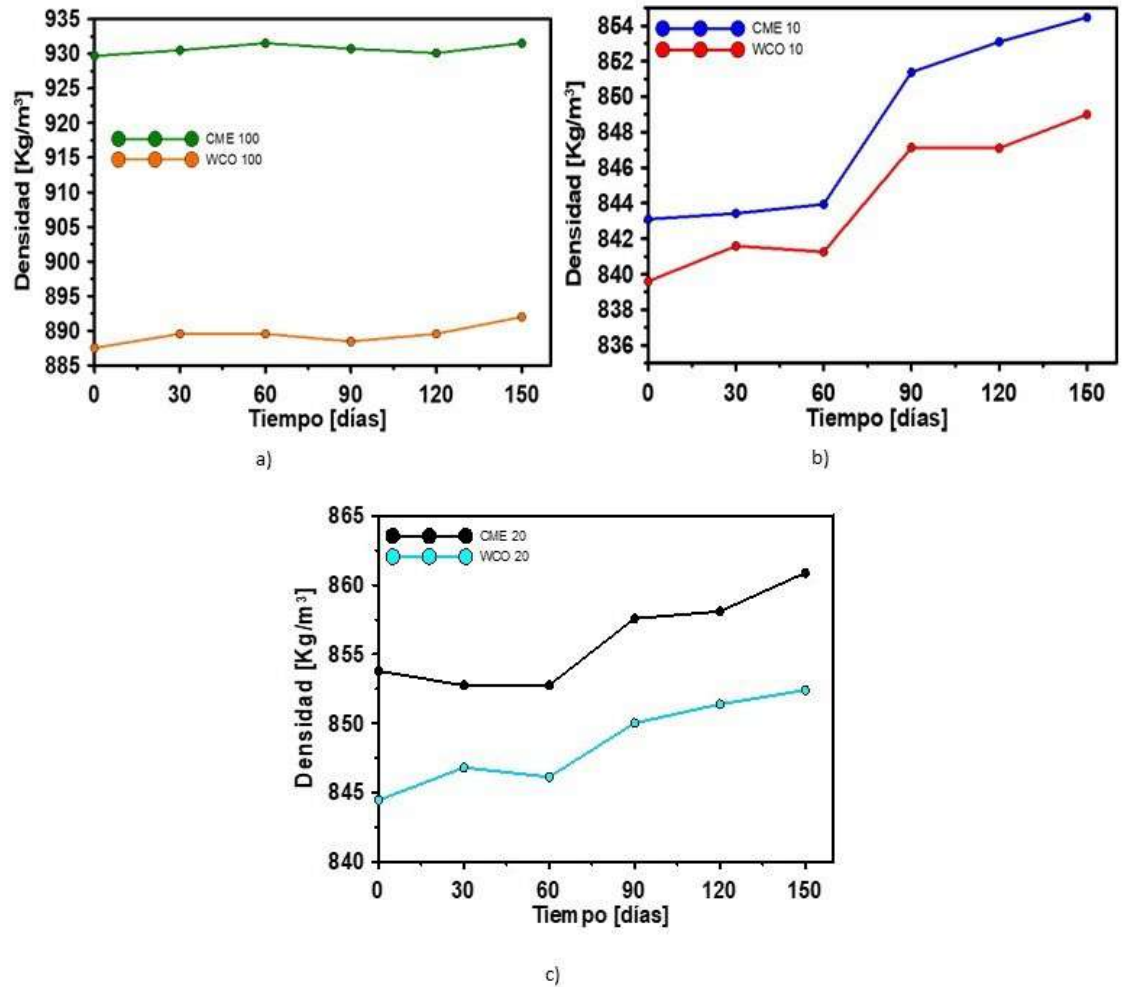 935
930
925
920
915
910
905
900
895
890
885
Densidad [Kg/m³]
CME 100
WCO 100
0 30 60 90 120 150
Tiempo [días]
a)
854
852
850
848
846
844
842
840
838
836
Densidad [Kg/m³]
CME 10
WCO 10
0 30 60 90 120 150
Tiempo [días]
b)
865
860
855
850
845
840
Densidad [Kg/m³]
CME 20
WCO 20
0 30 60 90 120 150
Tiempo [días]
c)